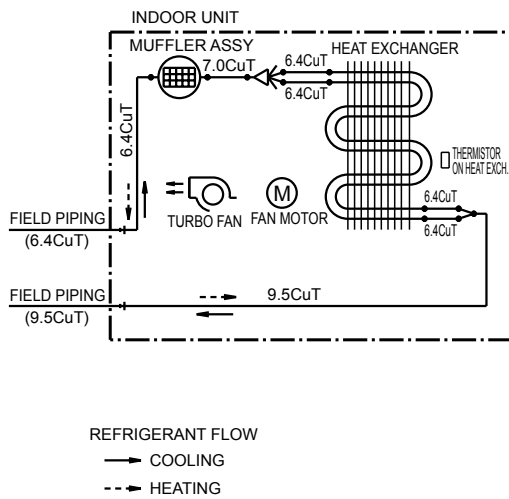 INDOOR UNIT
MUFFLER ASSY
HEAT EXCHANGER
7.0CuT
6.4CuT
6.4CuT
6.4CuT
THERMISTOR
ON HEAT EXCH.
M
TURBO FAN
FAN MOTOR
6.4CuT
6.4CuT
FIELD PIPING
(6.4CuT)
FIELD PIPING
(9.5CuT)
9.5CuT
REFRIGERANT FLOW
COOLING
HEATING